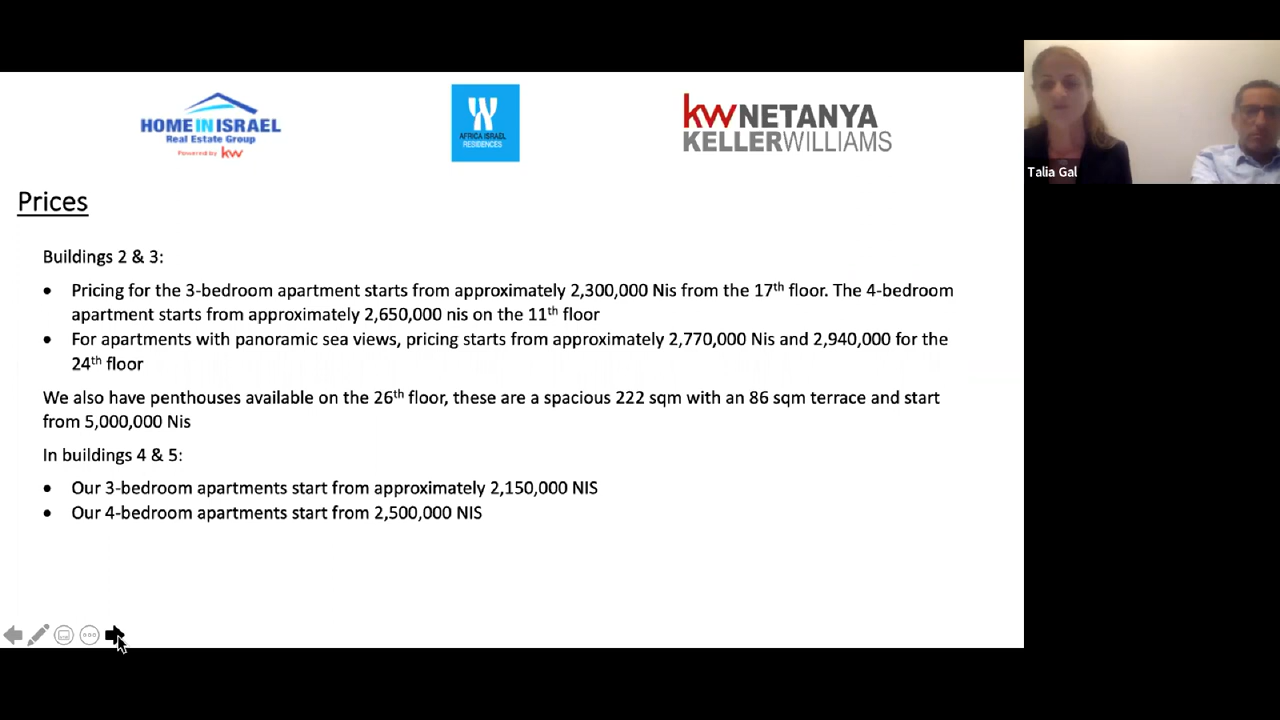 HOME IN ISRAEL
Real Estate Group
Powered by kw
AFRICA ISRAEL
RESIDENCES
kwNETANYA
KELLERWILLIAMS
Talia Gal
Prices
Buildings 2 & 3:
• Pricing for the 3-bedroom apartment starts from approximately 2,300,000 Nis from the 17th floor. The 4-bedroom
apartment starts from approximately 2,650,000 nis on the 11th floor
• For apartments with panoramic sea views, pricing starts from approximately 2,770,000 Nis and 2,940,000 for the
24th floor
We also have penthouses available on the 26th floor, these are a spacious 222 sqm with an 86 sqm terrace and start
from 5,000,000 Nis
In buildings 4 & 5:
• Our 3-bedroom apartments start from approximately 2,150,000 NIS
• Our 4-bedroom apartments start from 2,500,000 NIS